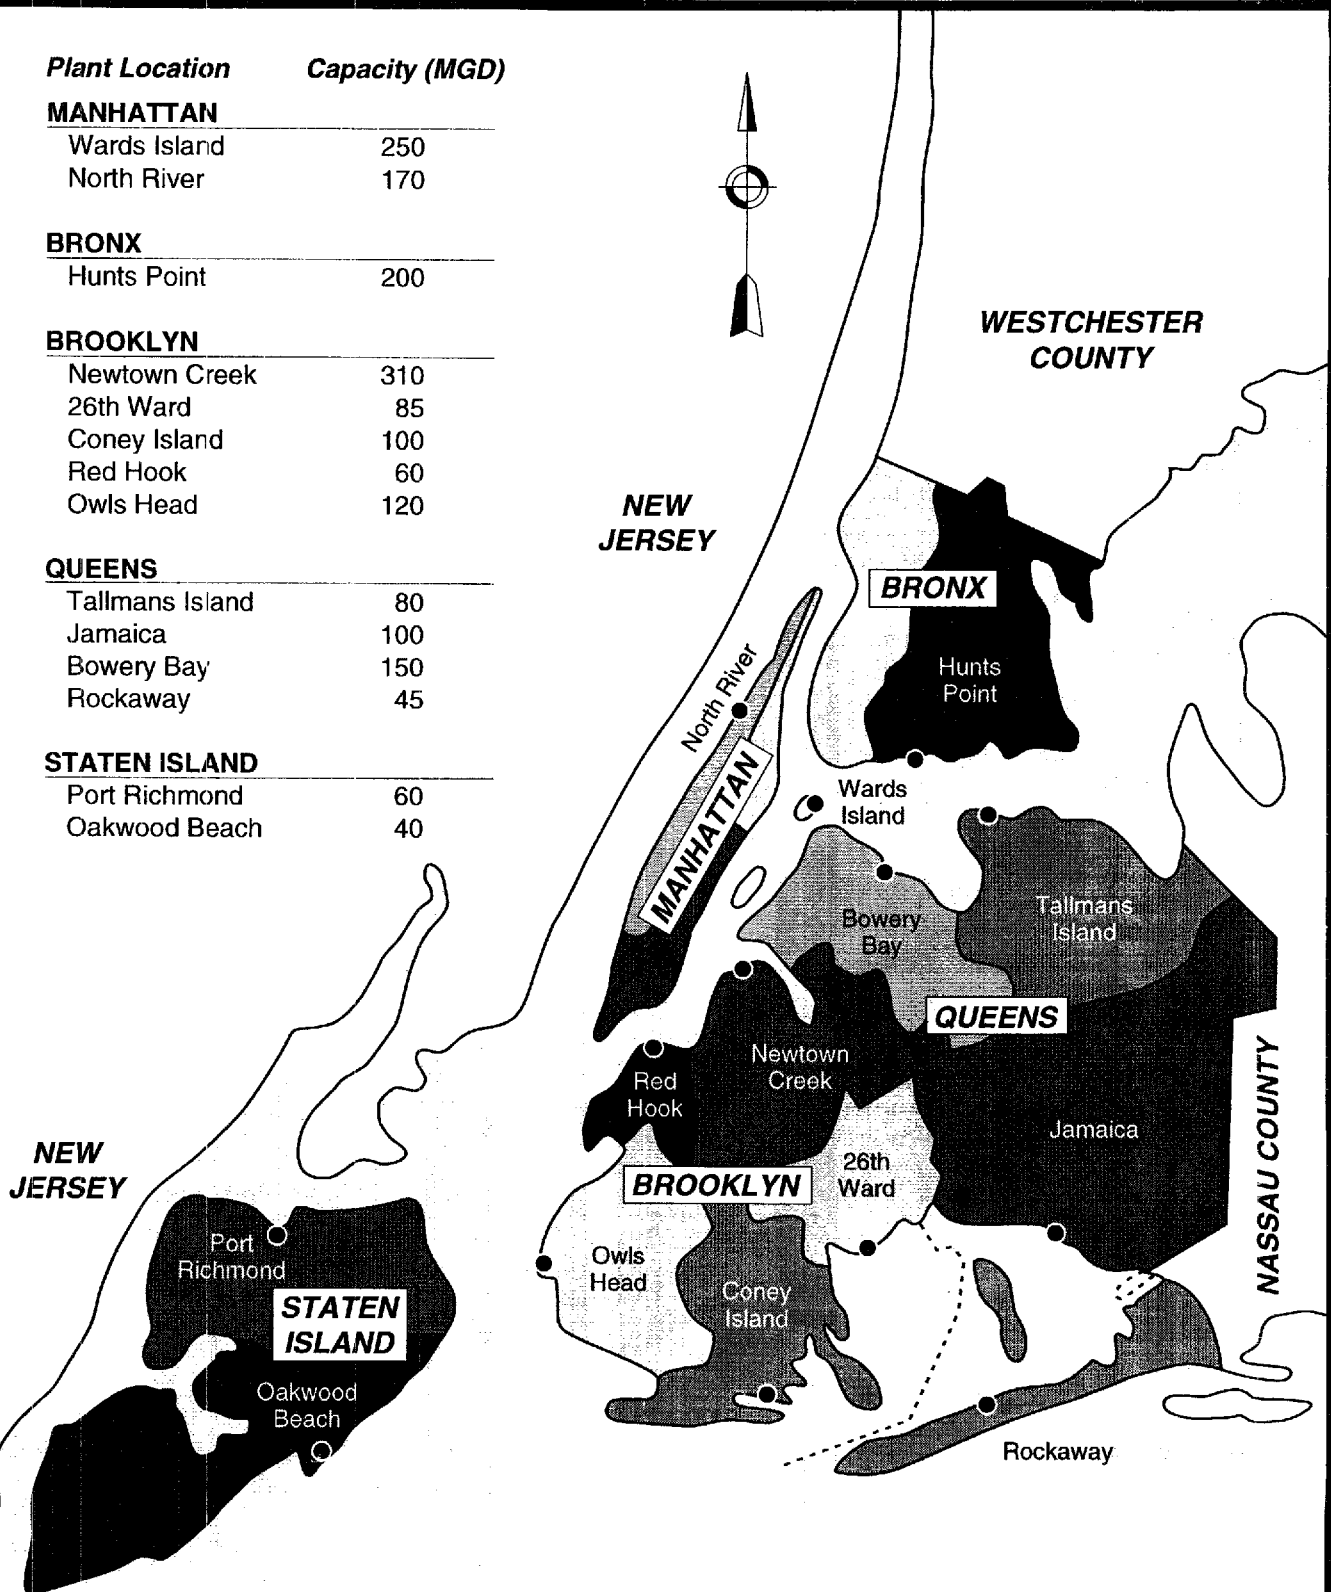 Plant Location Capacity (MGD)
MANHATTAN
Wards Island 250
North River 170
BRONX
Hunts Point 200
BROOKLYN
Newtown Creek 310
26th Ward 85
Coney Island 100
Red Hook 60
Owls Head 120
QUEENS
Tallmans Island 80
Jamaica 100
Bowery Bay 150
Rockaway 45
STATEN ISLAND
Port Richmond 60
Oakwood Beach 40
WESTCHESTER
COUNTY
NEW
JERSEY
BRONX
Hunts
Point
North River
MANHATTAN
Wards
Island
Bowery
Bay
Tallmans
Island
QUEENS
Newtown
Creek
Red
Hook
Jamaica
NASSAU COUNTY
26th
Ward
BROOKLYN
Owls
Head
Coney
Island
Rockaway
NEW
JERSEY
Port
Richmond
STATEN
ISLAND
Oakwood
Beach